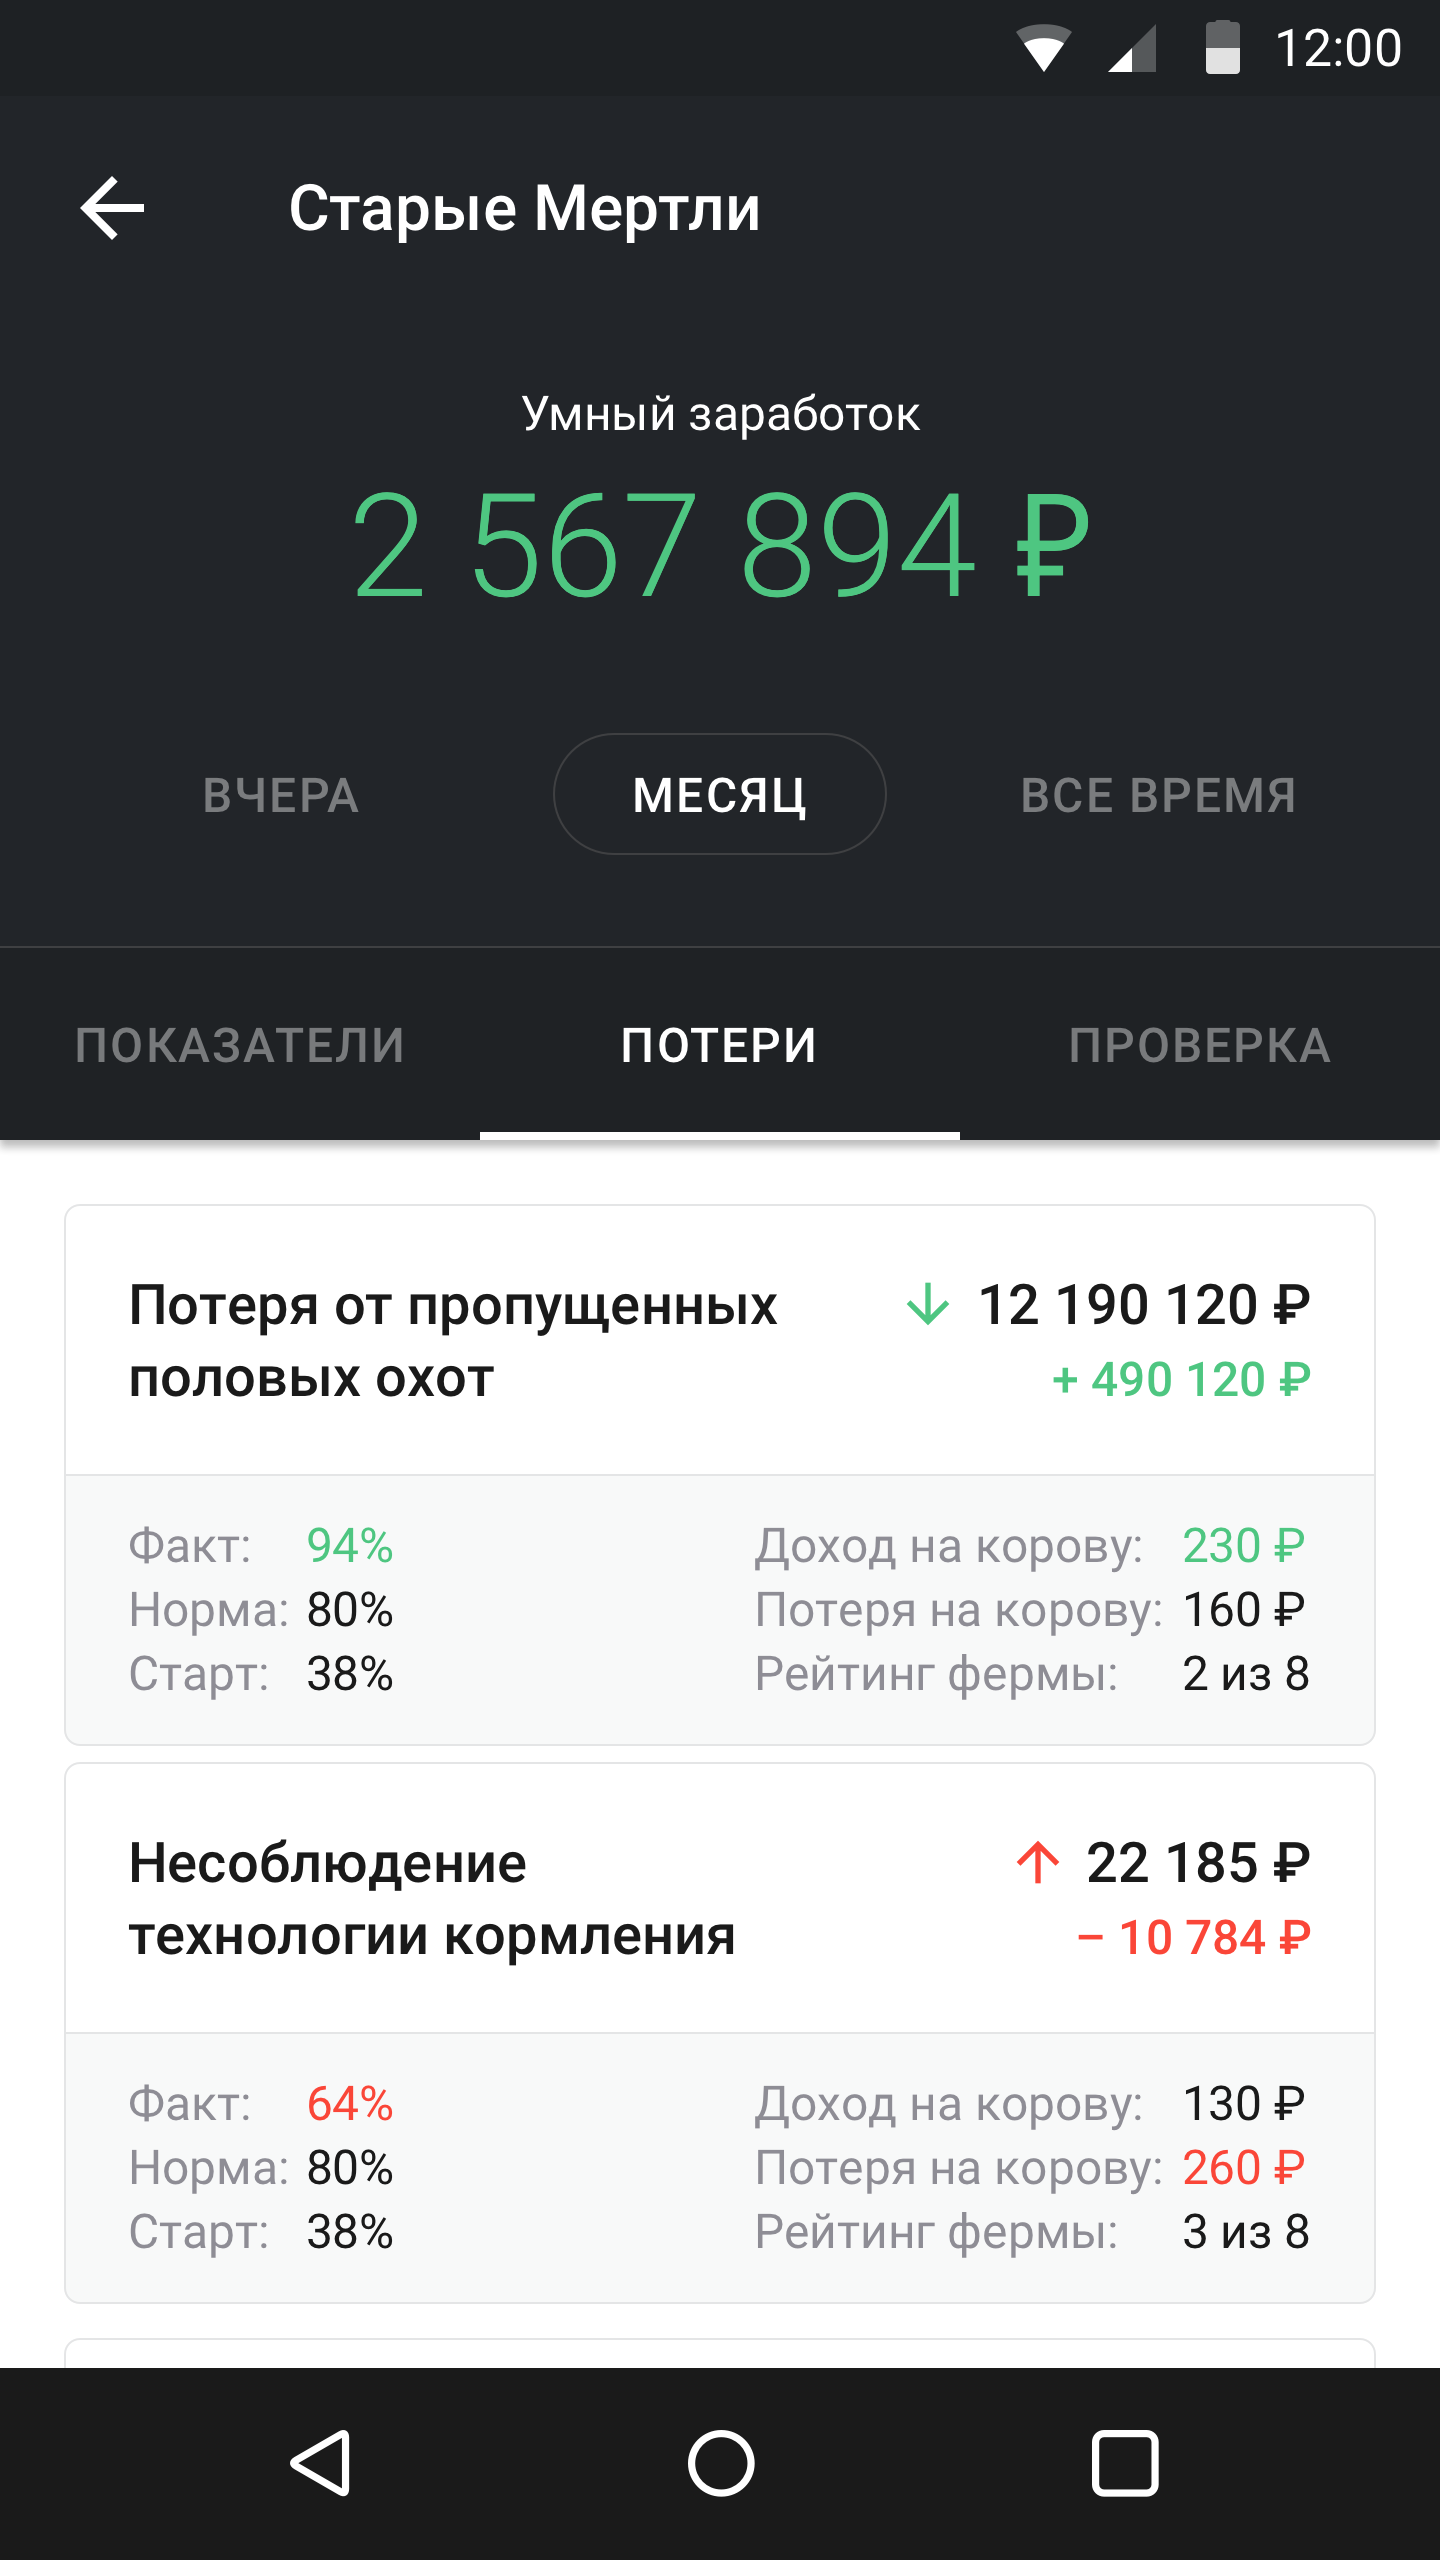 12:00
Старые Мертли
Умный заработок
2 567 894 ₽
ВЧЕРА МЕСЯЦ ВСЕ ВРЕМЯ
ПОКАЗАТЕЛИ ПОТЕРИ ПРОВЕРКА
Потеря от пропущенных 12 190 120 ₽
половых охот + 490 120 ₽
Факт: 94% Доход на корову: 230 ₽
Норма: 80% Потеря на корову: 160 ₽
Старт: 38% Рейтинг фермы: 2 из 8
Несоблюдение 22 185 ₽
технологии кормления – 10 784 ₽
Факт: 64% Доход на корову: 130 ₽
Норма: 80% Потеря на корову: 260 ₽
Старт: 38% Рейтинг фермы: 3 из 8